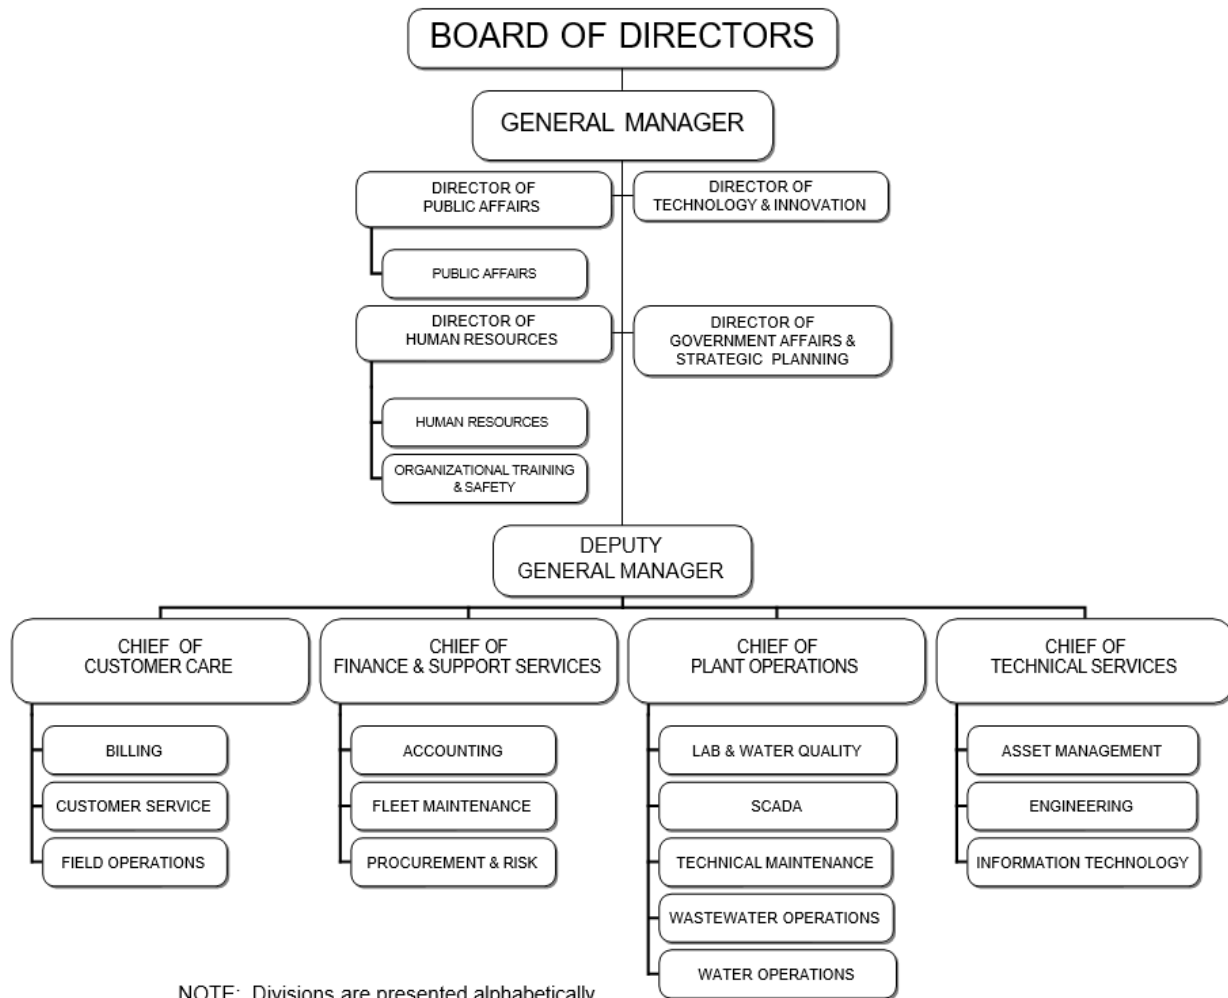 BOARD OF DIRECTORS
GENERAL MANAGER
DIRECTOR OF
PUBLIC AFFAIRS
DIRECTOR OF
TECHNOLOGY & INNOVATION
PUBLIC AFFAIRS
DIRECTOR OF
HUMAN RESOURCES
DIRECTOR OF
GOVERNMENT AFFAIRS &
STRATEGIC PLANNING
HUMAN RESOURCES
ORGANIZATIONAL TRAINING
& SAFETY
DEPUTY
GENERAL MANAGER
CHIEF OF
CUSTOMER CARE
BILLING
CUSTOMER SERVICE
FIELD OPERATIONS
CHIEF OF
FINANCE & SUPPORT SERVICES
ACCOUNTING
FLEET MAINTENANCE
PROCUREMENT & RISK
CHIEF OF
PLANT OPERATIONS
LAB & WATER QUALITY
SCADA
TECHNICAL MAINTENANCE
WASTEWATER OPERATIONS
WATER OPERATIONS
CHIEF OF
TECHNICAL SERVICES
ASSET MANAGEMENT
ENGINEERING
INFORMATION TECHNOLOGY
NOTE: Divisions are presented alphabetically